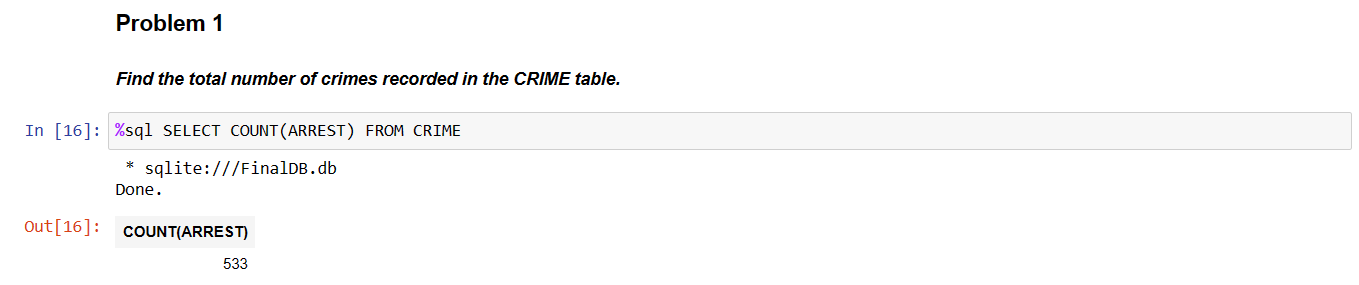 Problem 1
Find the total number of crimes recorded in the CRIME table.
In [16]: %sql SELECT COUNT(ARREST) FROM CRIME
* sqlite:///FinalDB.db
Done.
Out[16]: COUNT(ARREST)
533